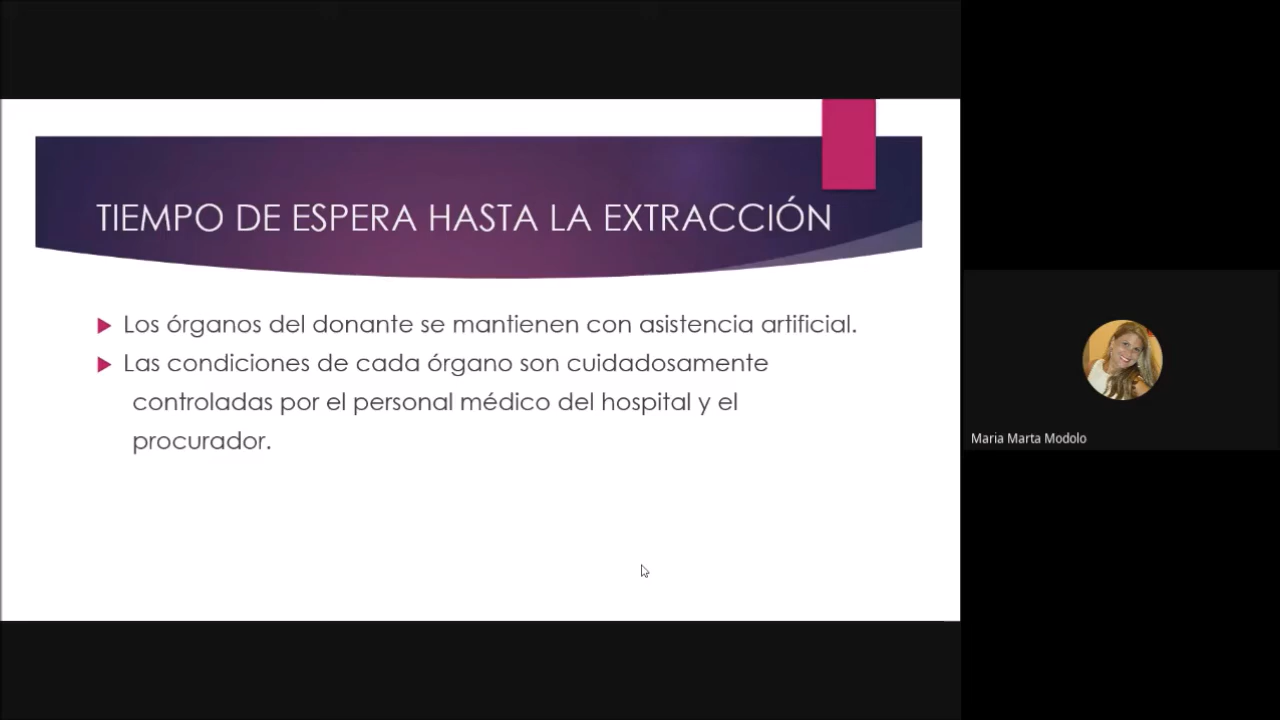 TIEMPO DE ESPERA HASTA LA EXTRACCIÓN
Los órganos del donante se mantienen con asistencia artificial.
Las condiciones de cada órgano son cuidadosamente
controladas por el personal médico del hospital y el
procurador.
Maria Marta Modolo